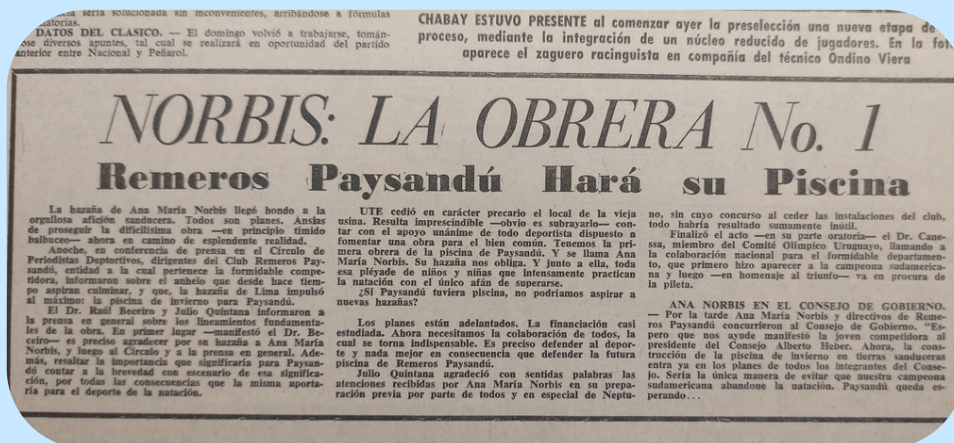 seria solucionada sin inconvenientes, arribándose a fórmulas
DATOS DEL CLASICO. — El domingo volvió a trabajarse, tomán-
ose diversos apuntes, tal cual se realizará en oportunidad del partido
anterior entre Nacional y Peñarol.
CHABAY ESTUVO PRESENTE al comenzar ayer la preselección una nueva etapa de
proceso, mediante la integración de un núcleo reducido de jugadores. En la fot
aparece el zaguero racinguista en compañía del técnico Ondino Viera
NORBIS: LA OBRERA No. 1
Remeros Paysandú Hará su Piscina
La hazaña de Ana María Norbis llegó hondo a la
orgullosa afición sanducera. Todos son planes. Ansias
de proseguir la dificilísima obra —en principio tímido
balbuceo— ahora en camino de esplendente realidad.
Anoche, en conferencia de prensa en el Círculo de
Periodistas Deportivos, dirigentes del Club Remeros Pay-
sandú, entidad a la cual pertenece la formidable compe-
tidora, informaron sobre el anhelo que desde hace tiem-
po aspiran culminar, y que, la hazaña de Lima impulsó
al máximo: la piscina de invierno para Paysandú.
El Dr. Raúl Beceiro y Julio Quintana informaron a
la prensa en general sobre los lineamientos fundamenta-
les de la obra. En primer lugar —manifestó el Dr. Be-
ceiro— es preciso agradecer por su hazaña a Ana María
Norbis, y luego al Círculo y a la prensa en general. Ade-
más, resaltar la importancia que significaría para Paysan-
dú contar a la brevedad con estadio de esa significa-
ción, por todas las consecuencias que la misma aporta-
ría para el deporte de la natación.
UTE cedió en carácter precario el local de la vieja
usina. Resulta imprescindible —obvio es subrayarlo— con-
tar con el apoyo unánime de todo deportista dispuesto a
fomentar una obra para el bien común. Tenemos la pri-
mera obrera de la piscina de Paysandú. Y se llama Ana
María Norbis. Su hazaña nos obliga. Y junto a ella, toda
esa pléyade de niños y niñas que intensamente practican
la natación con el único afán de superarse.
¿Si Paysandú tuviera piscina, no podríamos aspirar a
nuevas hazañas?
Los planes están adelantados. La financiación casi
estudiada. Ahora necesitamos la colaboración de todos, la
cual se torna indispensable. Es preciso defender al depor
te y nada mejor en consecuencia que defender la futura
piscina de Remeros Paysandú.
Julio Quintana agradeció con sentidas palabras las
atenciones recibidas por Ana María Norbis en su prepa-
ración previa por parte de todos y en especial de Neptu-
no, sin cuyo concurso al ceder las instalaciones del club,
todo habría resultado sumamente inútil.
Finalizó el acto —en su parte oratoria— el Dr. Cane-
ssa, miembro del Comité Olímpico Uruguayo, llamando a
la colaboración nacional para el formidable departamen-
to, que primero hizo aparecer a la campeona sudamerica-
na y luego —en homenaje al triunfo— va en procura de
la pileta.
ANA NORBIS EN EL CONSEJO DE GOBIERNO.
— Por la tarde Ana María Norbis y directivos de Reme-
ros Paysandú concurrieron al Consejo de Gobierno. "Es-
pero que nos ayude manifestó la joven competidora al
presidente del Consejo Alberto Heber. Ahora, la cons-
trucción de la piscina de invierno en tierras sanduceras
entra ya en los planes de todos los integrantes del Conse-
jo. Sería la única manera de evitar que nuestra campeona
sudamericana abandone la natación. Paysandú queda es-
perando...